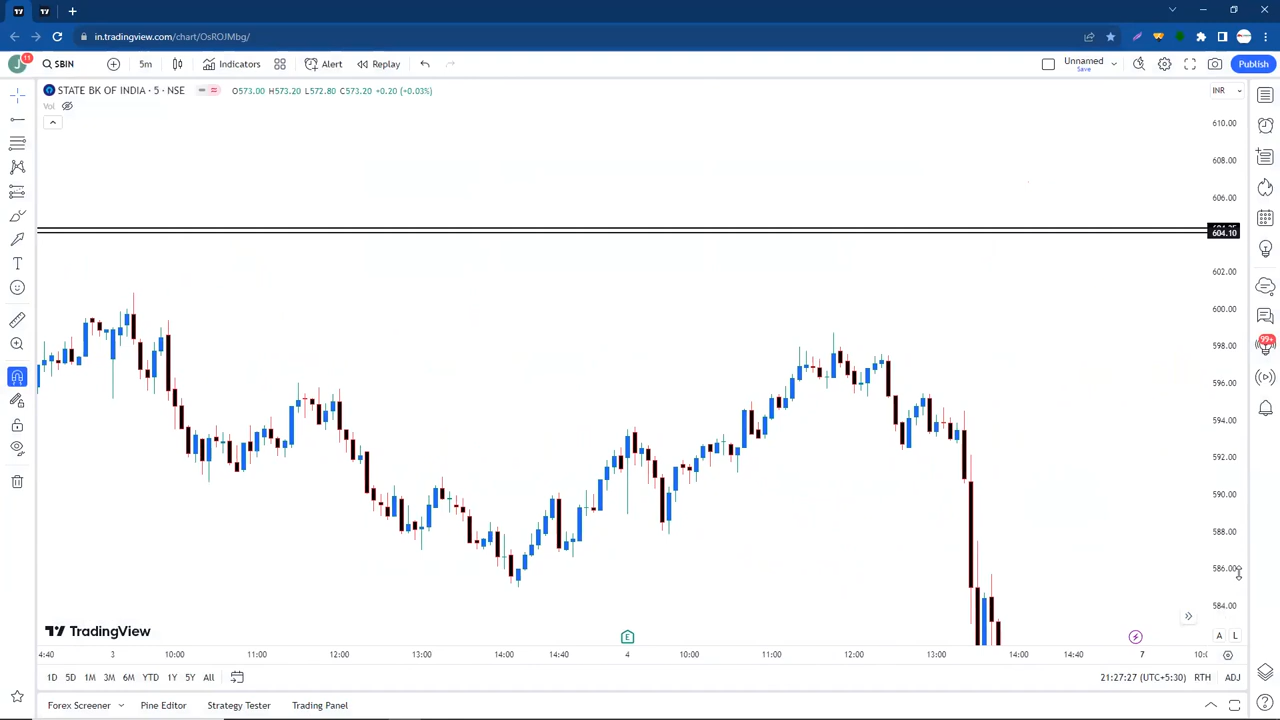 in.tradingview.com/chart/OsROJMbg/
J 11 SBIN 5m Indicators Alert Replay Unnamed Save Publish
STATE BK OF INDIA · 5 · NSE O573.00 H573.20 L572.80 C573.20 +0.20 (+0.03%) INR
Vol
610.00
608.00
606.00
604.10
602.00
600.00
598.00
99+
596.00
594.00
592.00
590.00
588.00
586.00
584.00
TradingView
E
A L
4:40 3 10:00 11:00 12:00 13:00 14:00 14:40 4 10:00 11:00 12:00 13:00 14:00 14:40 7
1D 5D 1M 3M 6M YTD 1Y 5Y All 21:27:27 (UTC+5:30) RTH ADJ
Forex Screener Pine Editor Strategy Tester Trading Panel